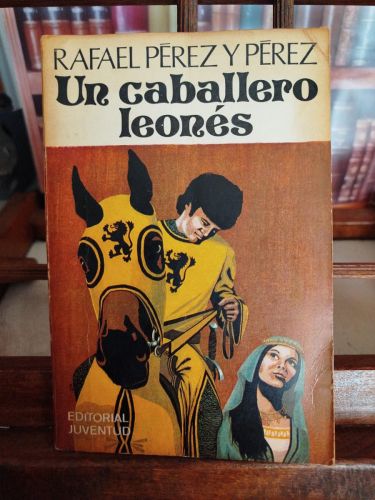 RAFAEL PÉREZ Y PÉREZ
Un caballero
leonés
EDITORIAL
JUVENTUD